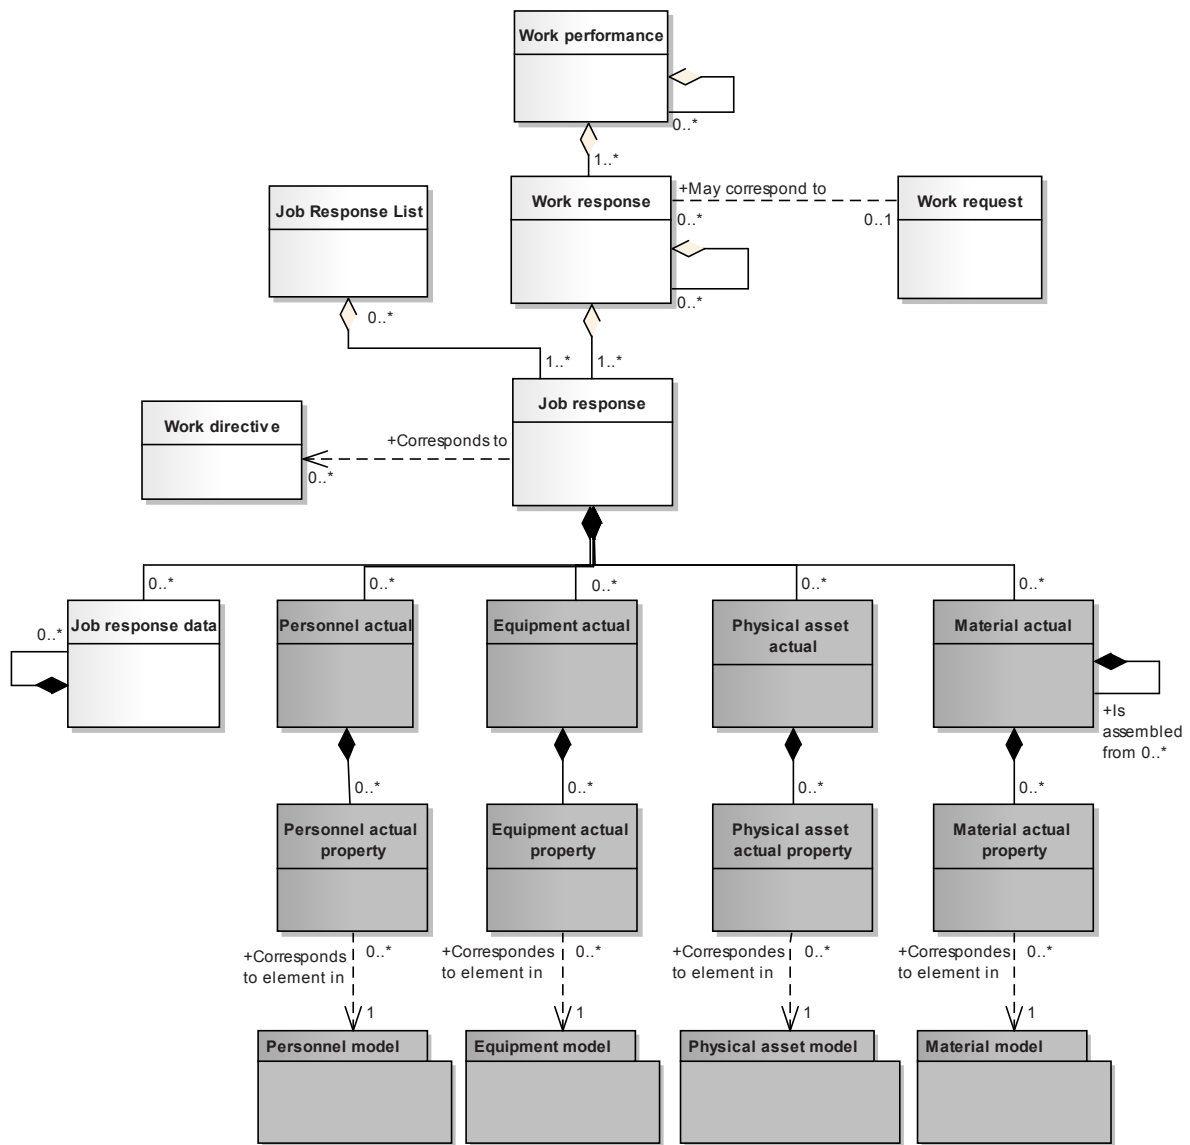 Work performance
0..*
1..*
Job Response List
Work response
+May correspond to
0..*
0..1
Work request
0..*
0..*
1..*
1..*
Job response
Work directive
+Corresponds to
0..*
0..*
0..*
0..*
0..*
0..*
0..*
Job response data
Personnel actual
Equipment actual
Physical asset
actual
Material actual
+Is
assembled
from 0..*
0..*
0..*
0..*
0..*
Personnel actual
property
Equipment actual
property
Physical asset
actual property
Material actual
property
+Corresponds
to element in
0..*
+Correspondes
to element in
0..*
+Correspondes
to element in
0..*
+Correspondes
to element in
0..*
1
1
1
1
Personnel model
Equipment model
Physical asset model
Material model